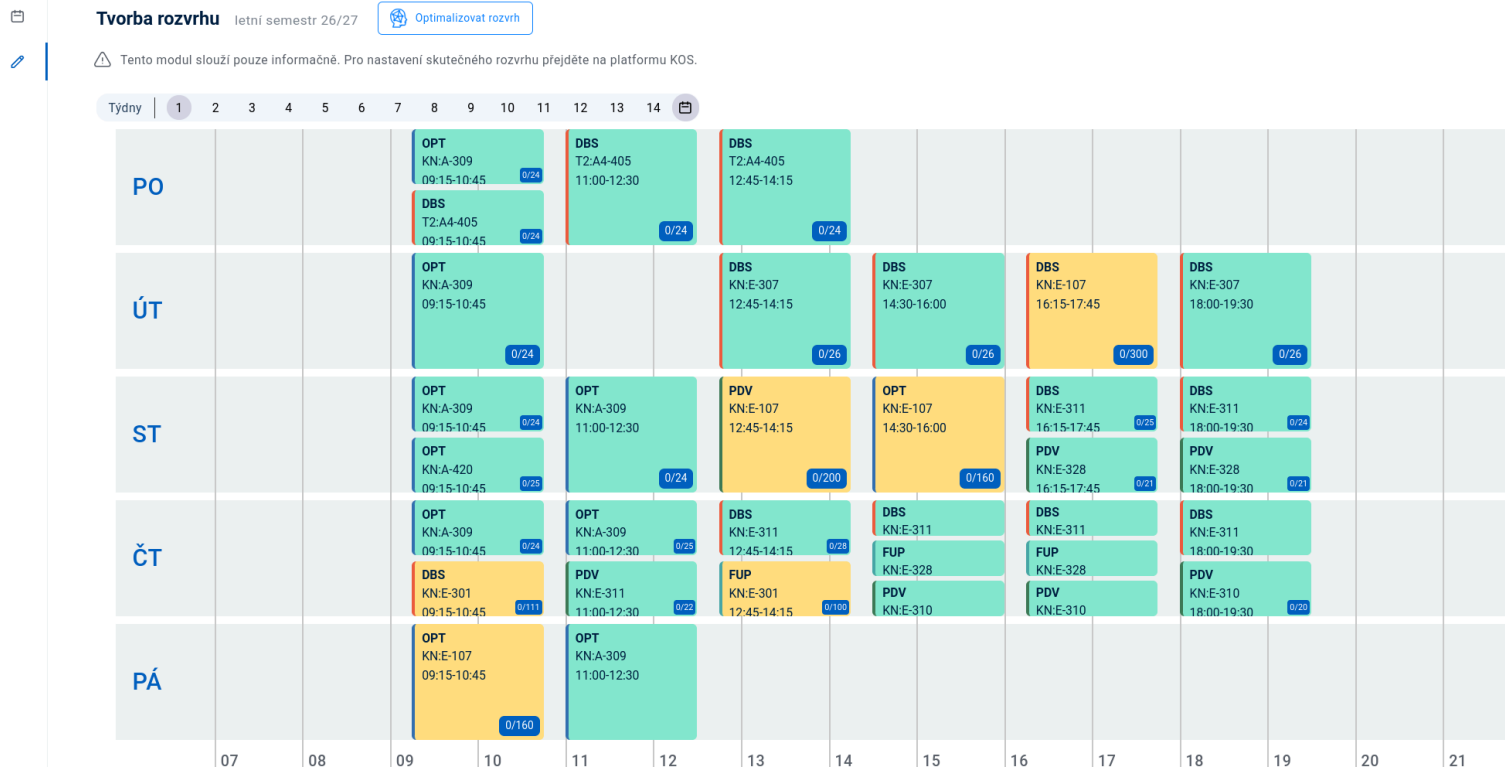 Tvorba rozvrhu letní semestr 26/27 Optimalizovat rozvrh
Tento modul slouží pouze informačně. Pro nastavení skutečného rozvrhu přejděte na platformu KOS.
Týdny 1 2 3 4 5 6 7 8 9 10 11 12 13 14
PO
OPT
KN:A-309
09:15-10:45 0/24
DBS
T2:A4-405
09:15-10:45 0/24
DBS
T2:A4-405
11:00-12:30
0/24
DBS
T2:A4-405
12:45-14:15
0/24
ÚT
OPT
KN:A-309
09:15-10:45
0/24
DBS
KN:E-307
12:45-14:15
0/26
DBS
KN:E-307
14:30-16:00
0/26
DBS
KN:E-107
16:15-17:45
0/300
DBS
KN:E-307
18:00-19:30
0/26
ST
OPT
KN:A-309
09:15-10:45 0/24
OPT
KN:A-420
09:15-10:45 0/25
OPT
KN:A-309
11:00-12:30
0/24
PDV
KN:E-107
12:45-14:15
0/200
OPT
KN:E-107
14:30-16:00
0/160
DBS
KN:E-311
16:15-17:45 0/25
PDV
KN:E-328
16:15-17:45 0/21
DBS
KN:E-311
18:00-19:30 0/24
PDV
KN:E-328
18:00-19:30 0/21
ČT
OPT
KN:A-309
09:15-10:45 0/24
DBS
KN:E-301
09:15-10:45 0/111
OPT
KN:A-309
11:00-12:30 0/25
PDV
KN:E-311
11:00-12:30 0/22
DBS
KN:E-311
12:45-14:15 0/28
FUP
KN:E-301
12:45-14:15 0/100
DBS
KN:E-311
FUP
KN:E-328
PDV
KN:E-310
DBS
KN:E-311
FUP
KN:E-328
PDV
KN:E-310
DBS
KN:E-311
18:00-19:30
PDV
KN:E-310
18:00-19:30 0/20
PÁ
OPT
KN:E-107
09:15-10:45
0/160
OPT
KN:A-309
11:00-12:30
07 08 09 10 11 12 13 14 15 16 17 18 19 20 21